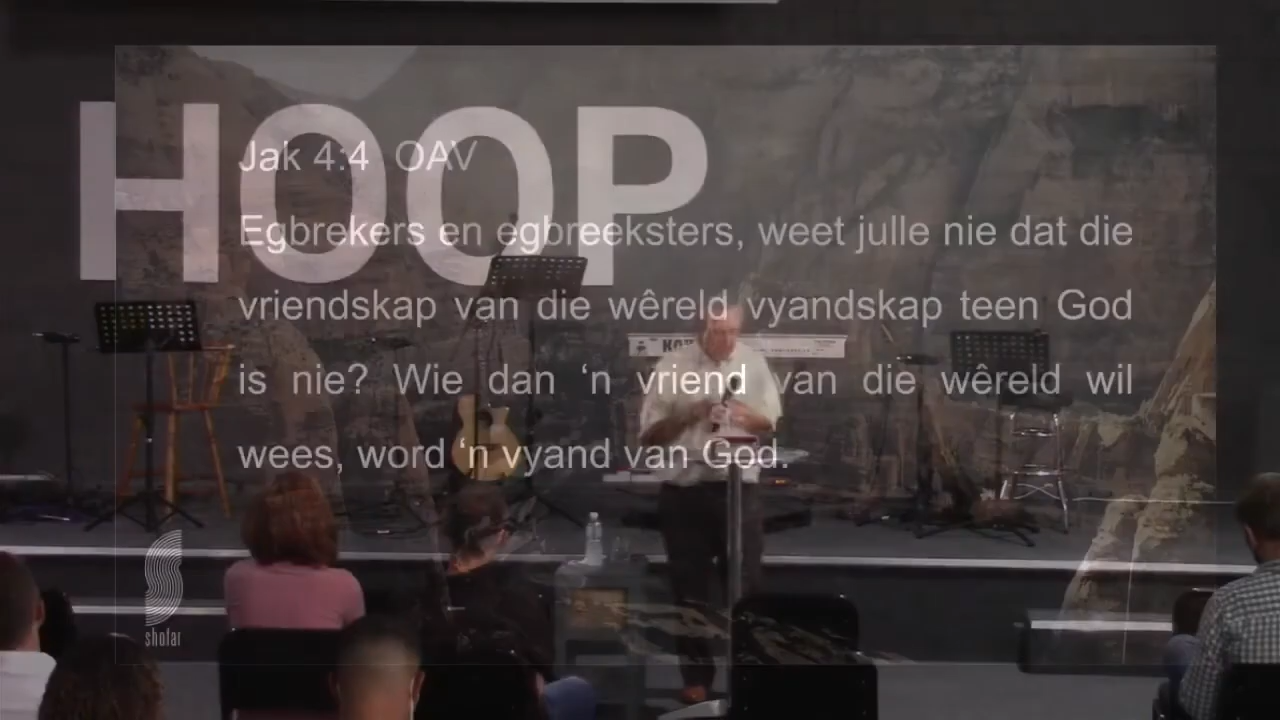 HOOP
Jak 4:4 OAV
Egbrekers en egbreeksters, weet julle nie dat die
vriendskap van die wêreld vyandskap teen God
is nie? Wie dan ‘n vriend van die wêreld wil
wees, word ‘n vyand van God.
shofar